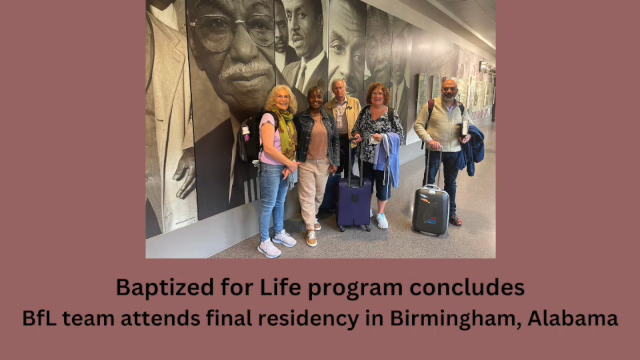 Baptized for Life program concludes
BfL team attends final residency in Birmingham, Alabama